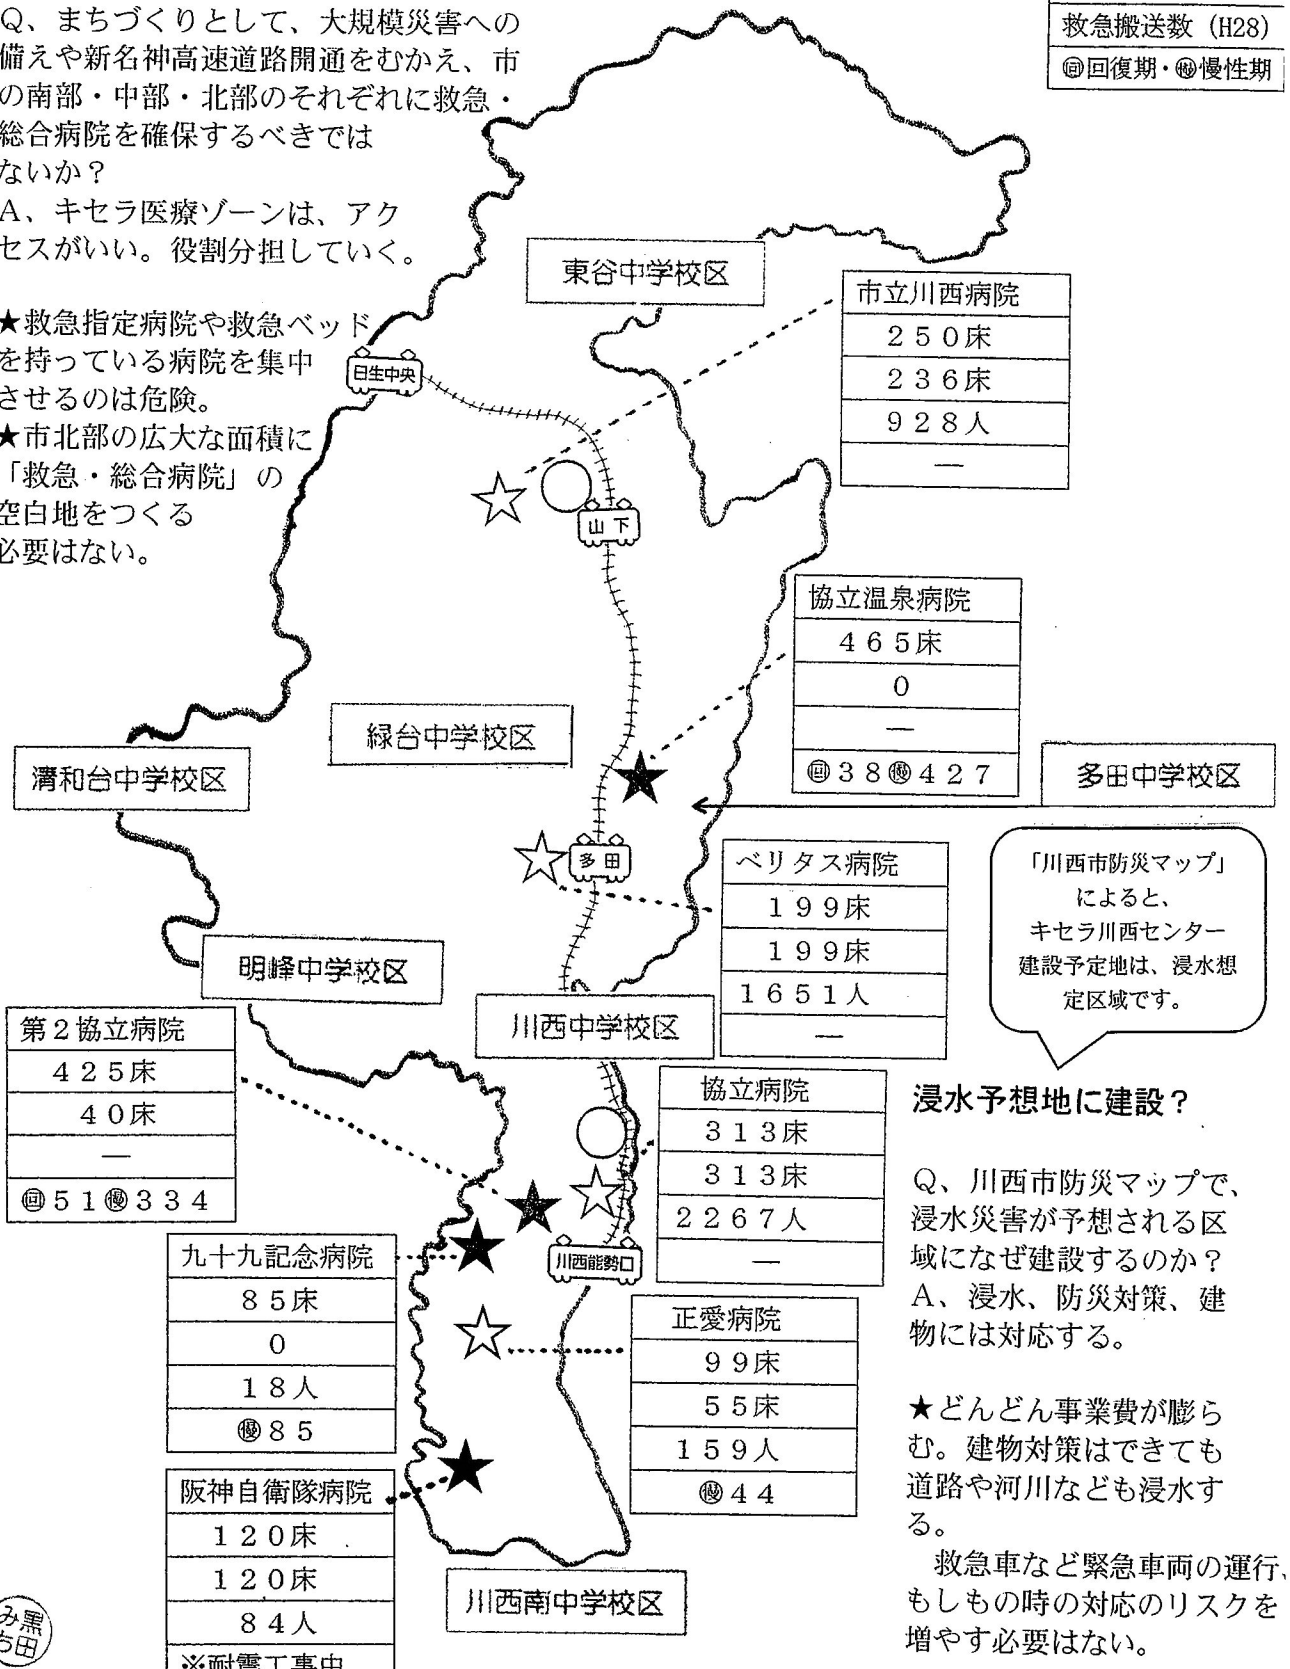 Q、まちづくりとして、大規模災害への
備えや新名神高速道路開通をむかえ、市
の南部・中部・北部のそれぞれに救急・
総合病院を確保するべきでは
ないか？
A、キセラ医療ゾーンは、アク
セスがいい。役割分担していく。
★救急指定病院や救急ベッド
を持っている病院を集中
させるのは危険。
★市北部の広大な面積に
「救急・総合病院」の
空白地をつくる
必要はない。
救急搬送数（H28）
㊂回復期・㊂慢性期
東谷中学校区
市立川西病院
２５０床
２３６床
９２８人
―
日生中央
山下
協立温泉病院
４６５床
０
―
回３８慢４２７
緑台中学校区
清和台中学校区
多田中学校区
多田
ベリタス病院
１９９床
１９９床
１６５１人
―
「川西市防災マップ」
によると、
キセラ川西センター
建設予定地は、浸水想
定区域です。
明峰中学校区
川西中学校区
第２協立病院
４２５床
４０床
―
回５１慢３３４
協立病院
３１３床
３１３床
２２６７人
―
浸水予想地に建設？
Q、川西市防災マップで、
浸水災害が予想される区
域になぜ建設するのか？
A、浸水、防災対策、建
物には対応する。
★どんどん事業費が膨ら
む。建物対策はできても
道路や河川なども浸水す
る。
救急車など緊急車両の運行、
もしもの時の対応のリスクを
増やす必要はない。
九十九記念病院
８５床
０
１８人
慢８５
川西能勢口
正愛病院
９９床
５５床
１５９人
慢４４
阪神自衛隊病院
１２０床
１２０床
８４人
※耐震工事中
川西南中学校区
黒田
みち